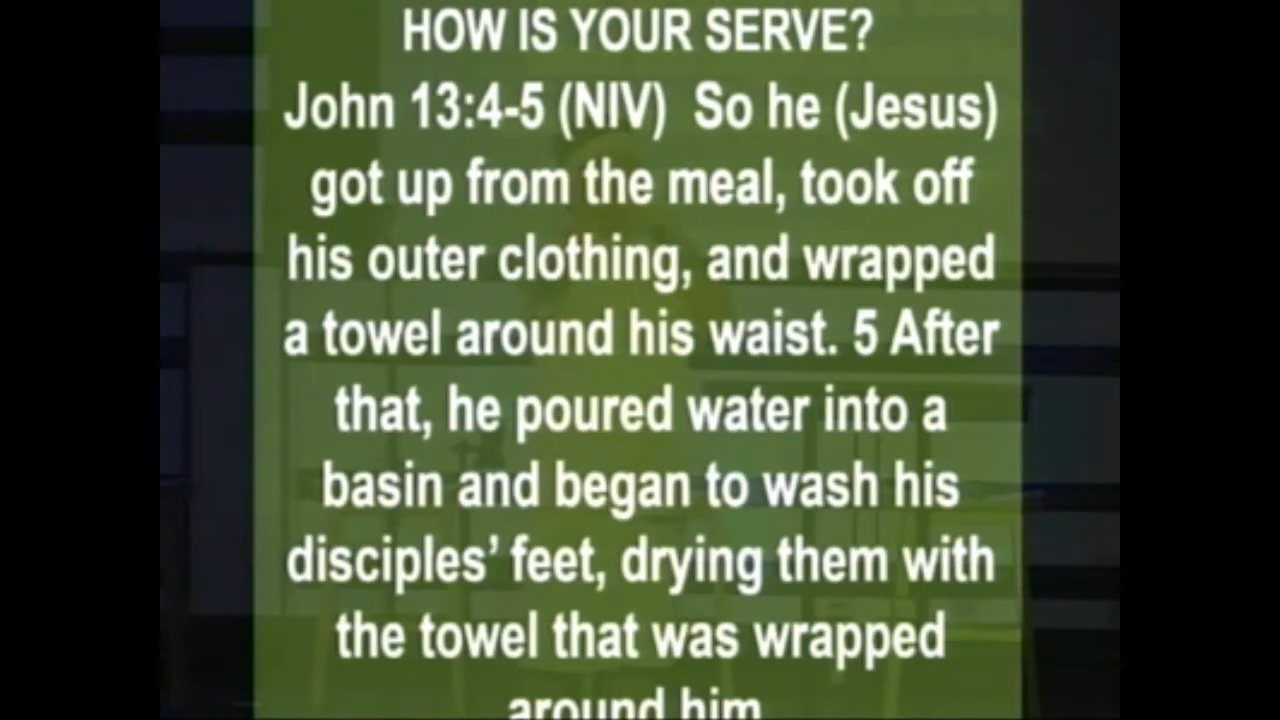 HOW IS YOUR SERVE?
John 13:4-5 (NIV) So he (Jesus)
got up from the meal, took off
his outer clothing, and wrapped
a towel around his waist. 5 After
that, he poured water into a
basin and began to wash his
disciples’ feet, drying them with
the towel that was wrapped
around him